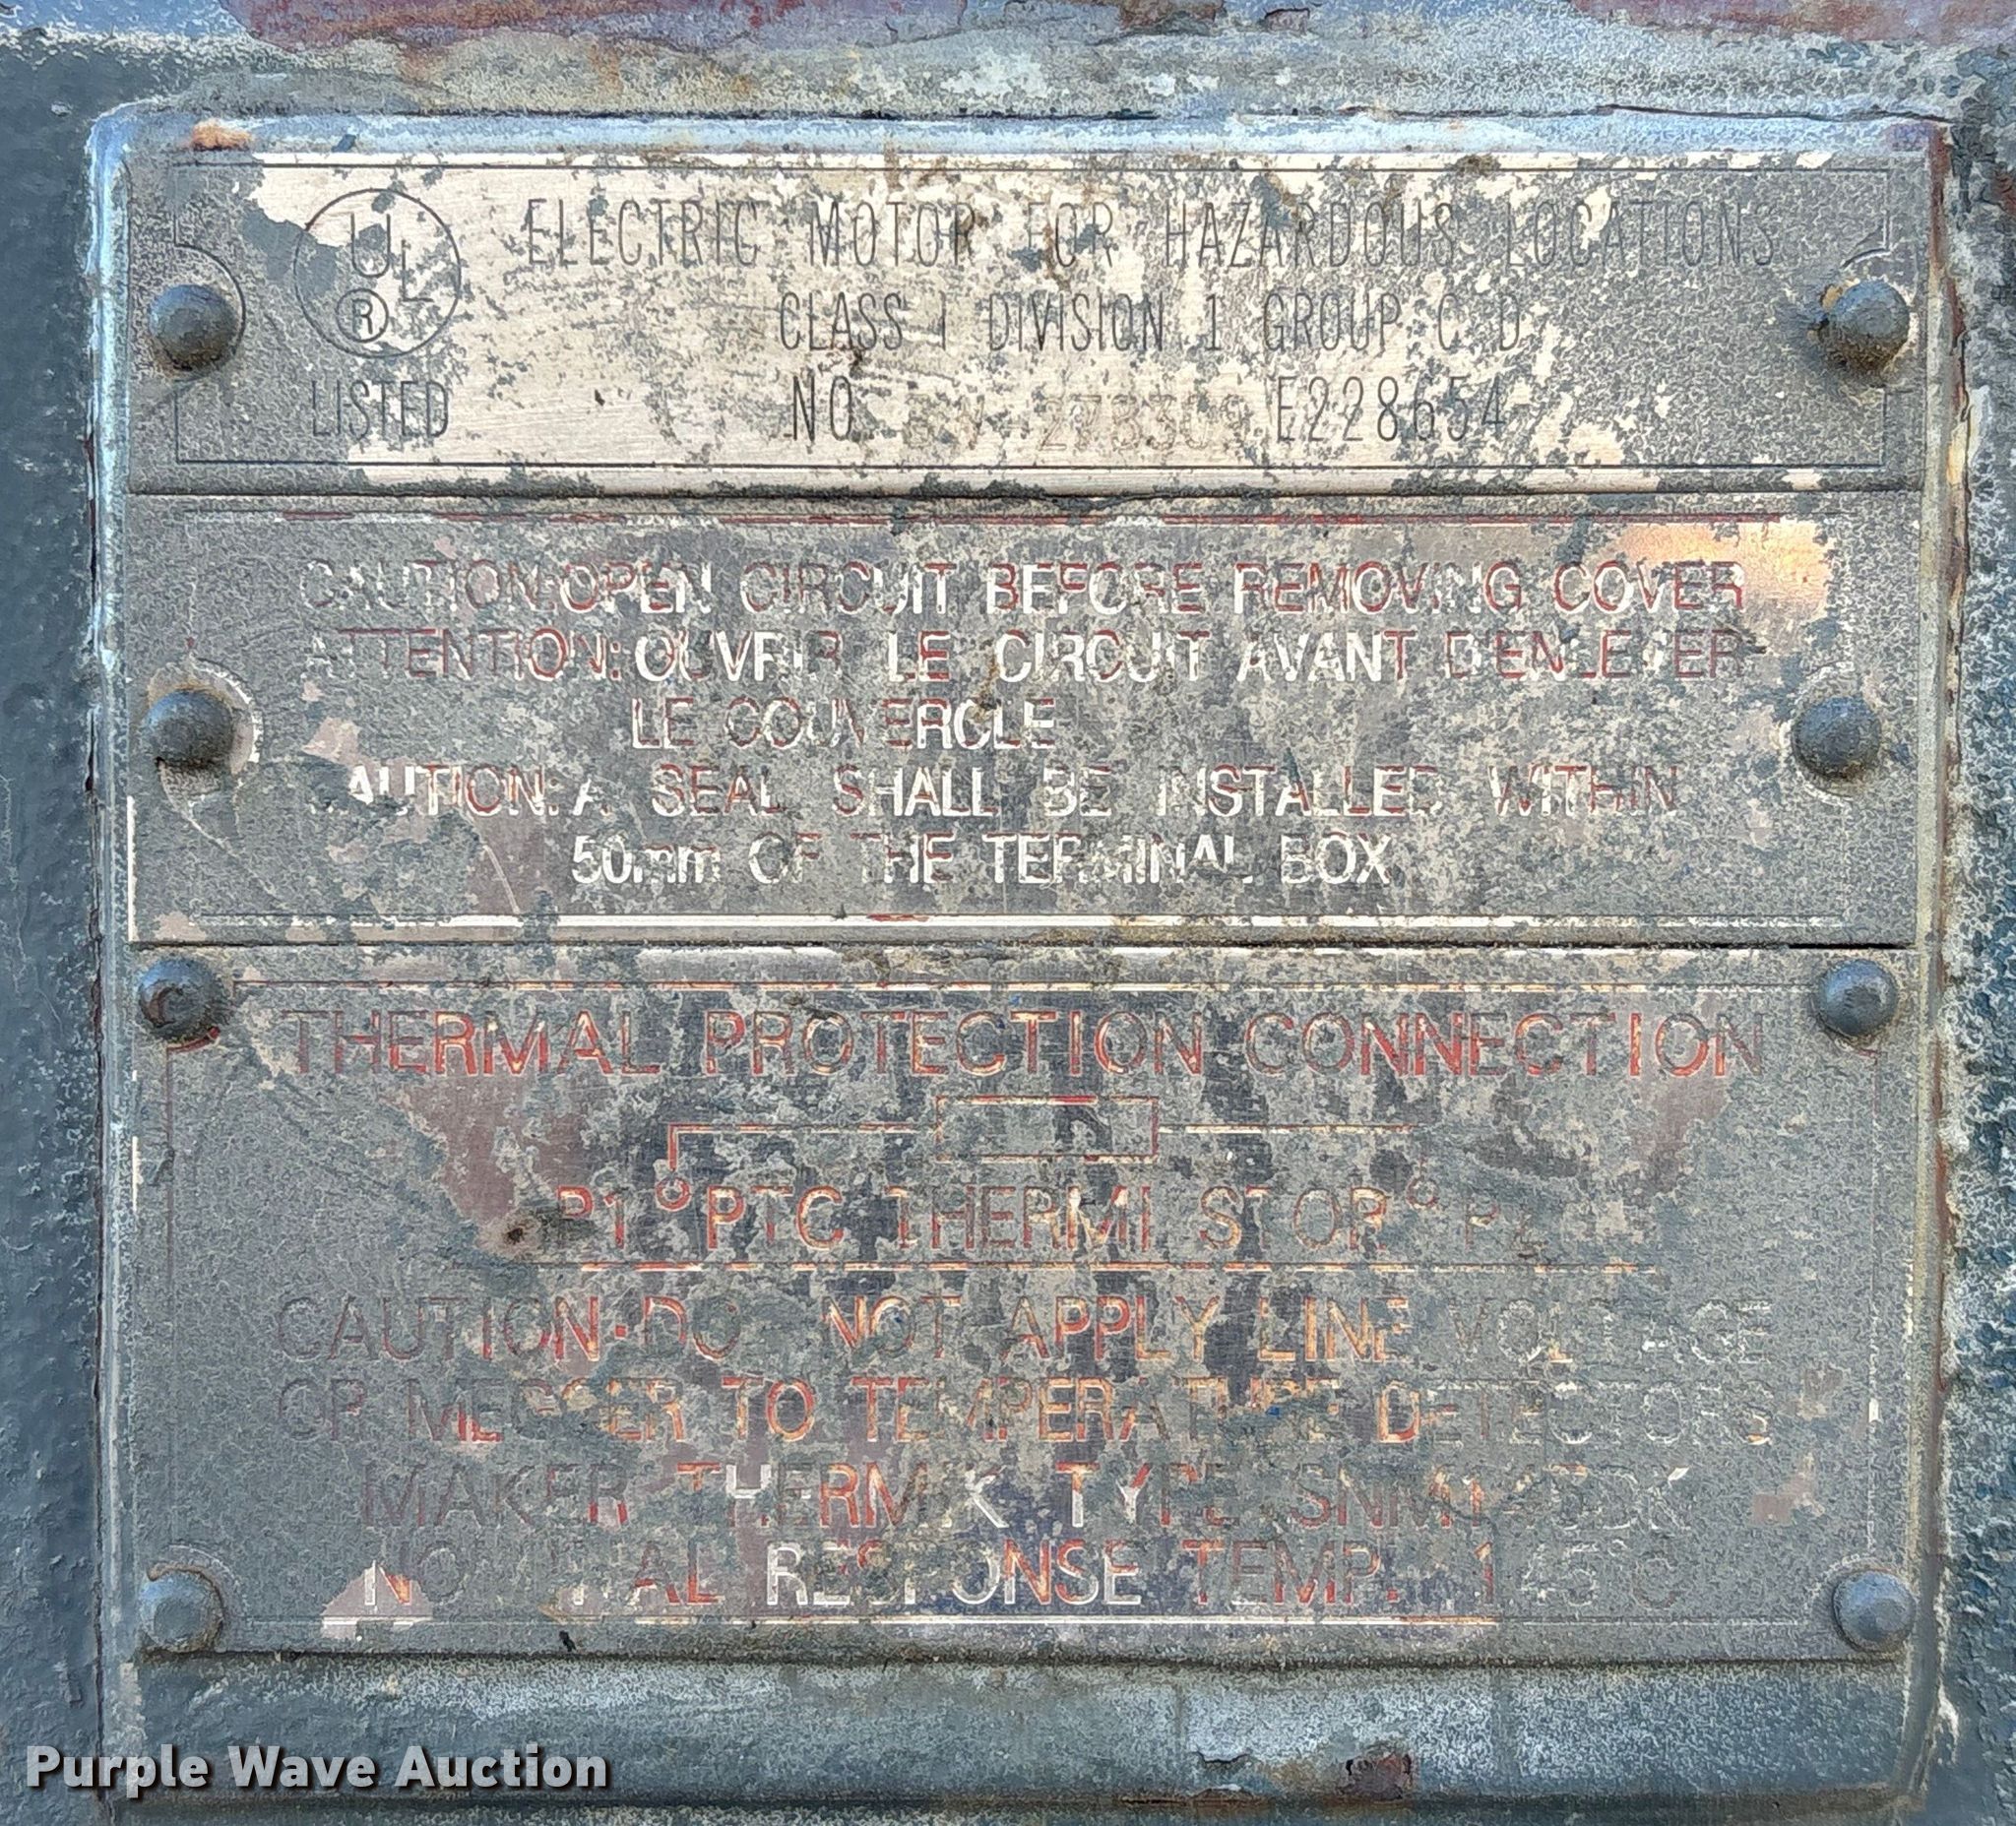 UL
®
ELECTRIC MOTOR FOR HAZARDOUS LOCATIONS
CLASS I DIVISION 1 GROUP C D
LISTED NO. E228654
CAUTION:OPEN CIRCUIT BEFORE REMOVING COVER
ATTENTION:OUVRIR LE CIRCUIT AVANT D'ENLEVER
LE COUVERCLE
CAUTION:A SEAL SHALL BE INSTALLED WITHIN
50mm OF THE TERMINAL BOX
THERMAL PROTECTION CONNECTION
P1 PTC THERMISTOR P2
CAUTION·DO NOT APPLY LINE VOLTAGE
OR MEGGER TO TEMPERATURE DETECTORS
MAKER THERMIK TYPE
NOMINAL RESPONSE TEMP. 145°C
Purple Wave Auction